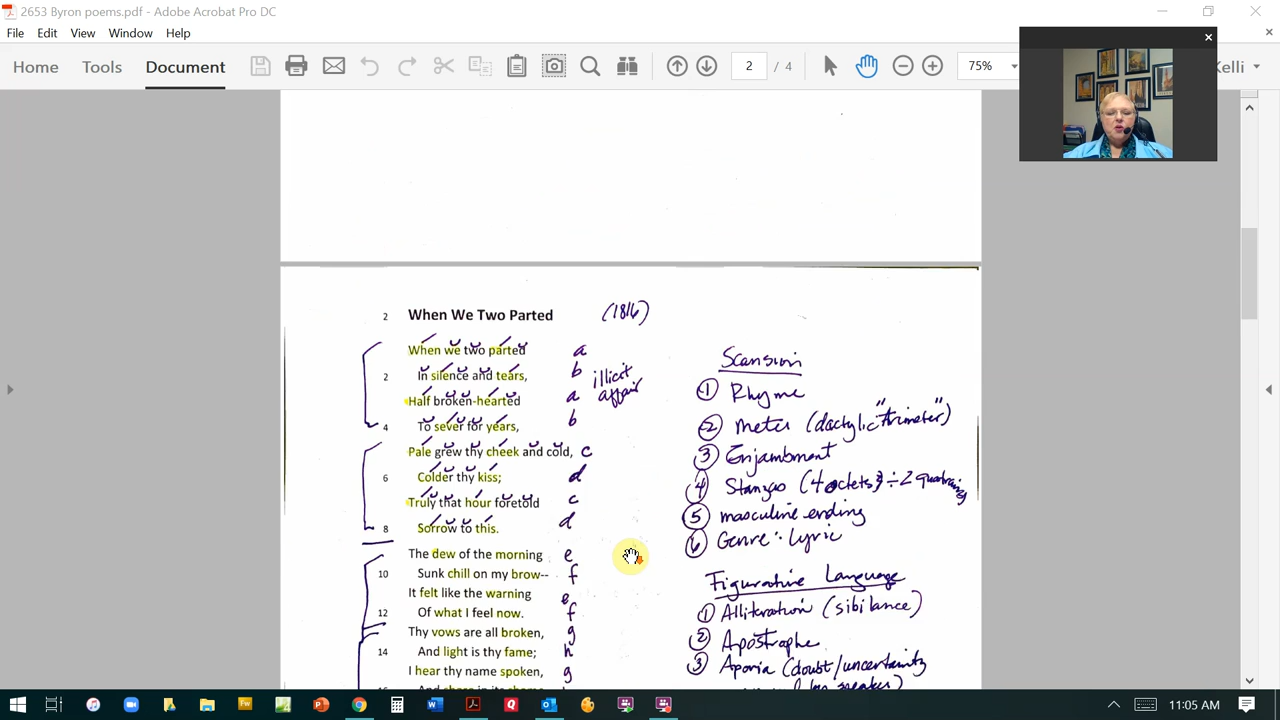 2653 Byron poems.pdf - Adobe Acrobat Pro DC
File Edit View Window Help
Home Tools Document 2 / 4 75% Kelli
2 When We Two Parted (1816)
When we two parted a
2 In silence and tears, b illicit
Half broken-hearted a affair
4 To sever for years, b
Pale grew thy cheek and cold, c
6 Colder thy kiss; d
Truly that hour foretold c
8 Sorrow to this. d
The dew of the morning e
10 Sunk chill on my brow-- f
It felt like the warning e
12 Of what I feel now. f
Thy vows are all broken, g
14 And light is thy fame; h
I hear thy name spoken, g
Scansion
1 Rhyme
2 Meter (dactylic "trimeter")
3 Enjambment
4 Stanzas (4 octets) ÷ 2 quatrains
5 masculine ending
6 Genre: lyric
Figurative Language
1 Alliteration (sibilance)
2 Apostrophe
3 Aporia (doubt/uncertainty
11:05 AM